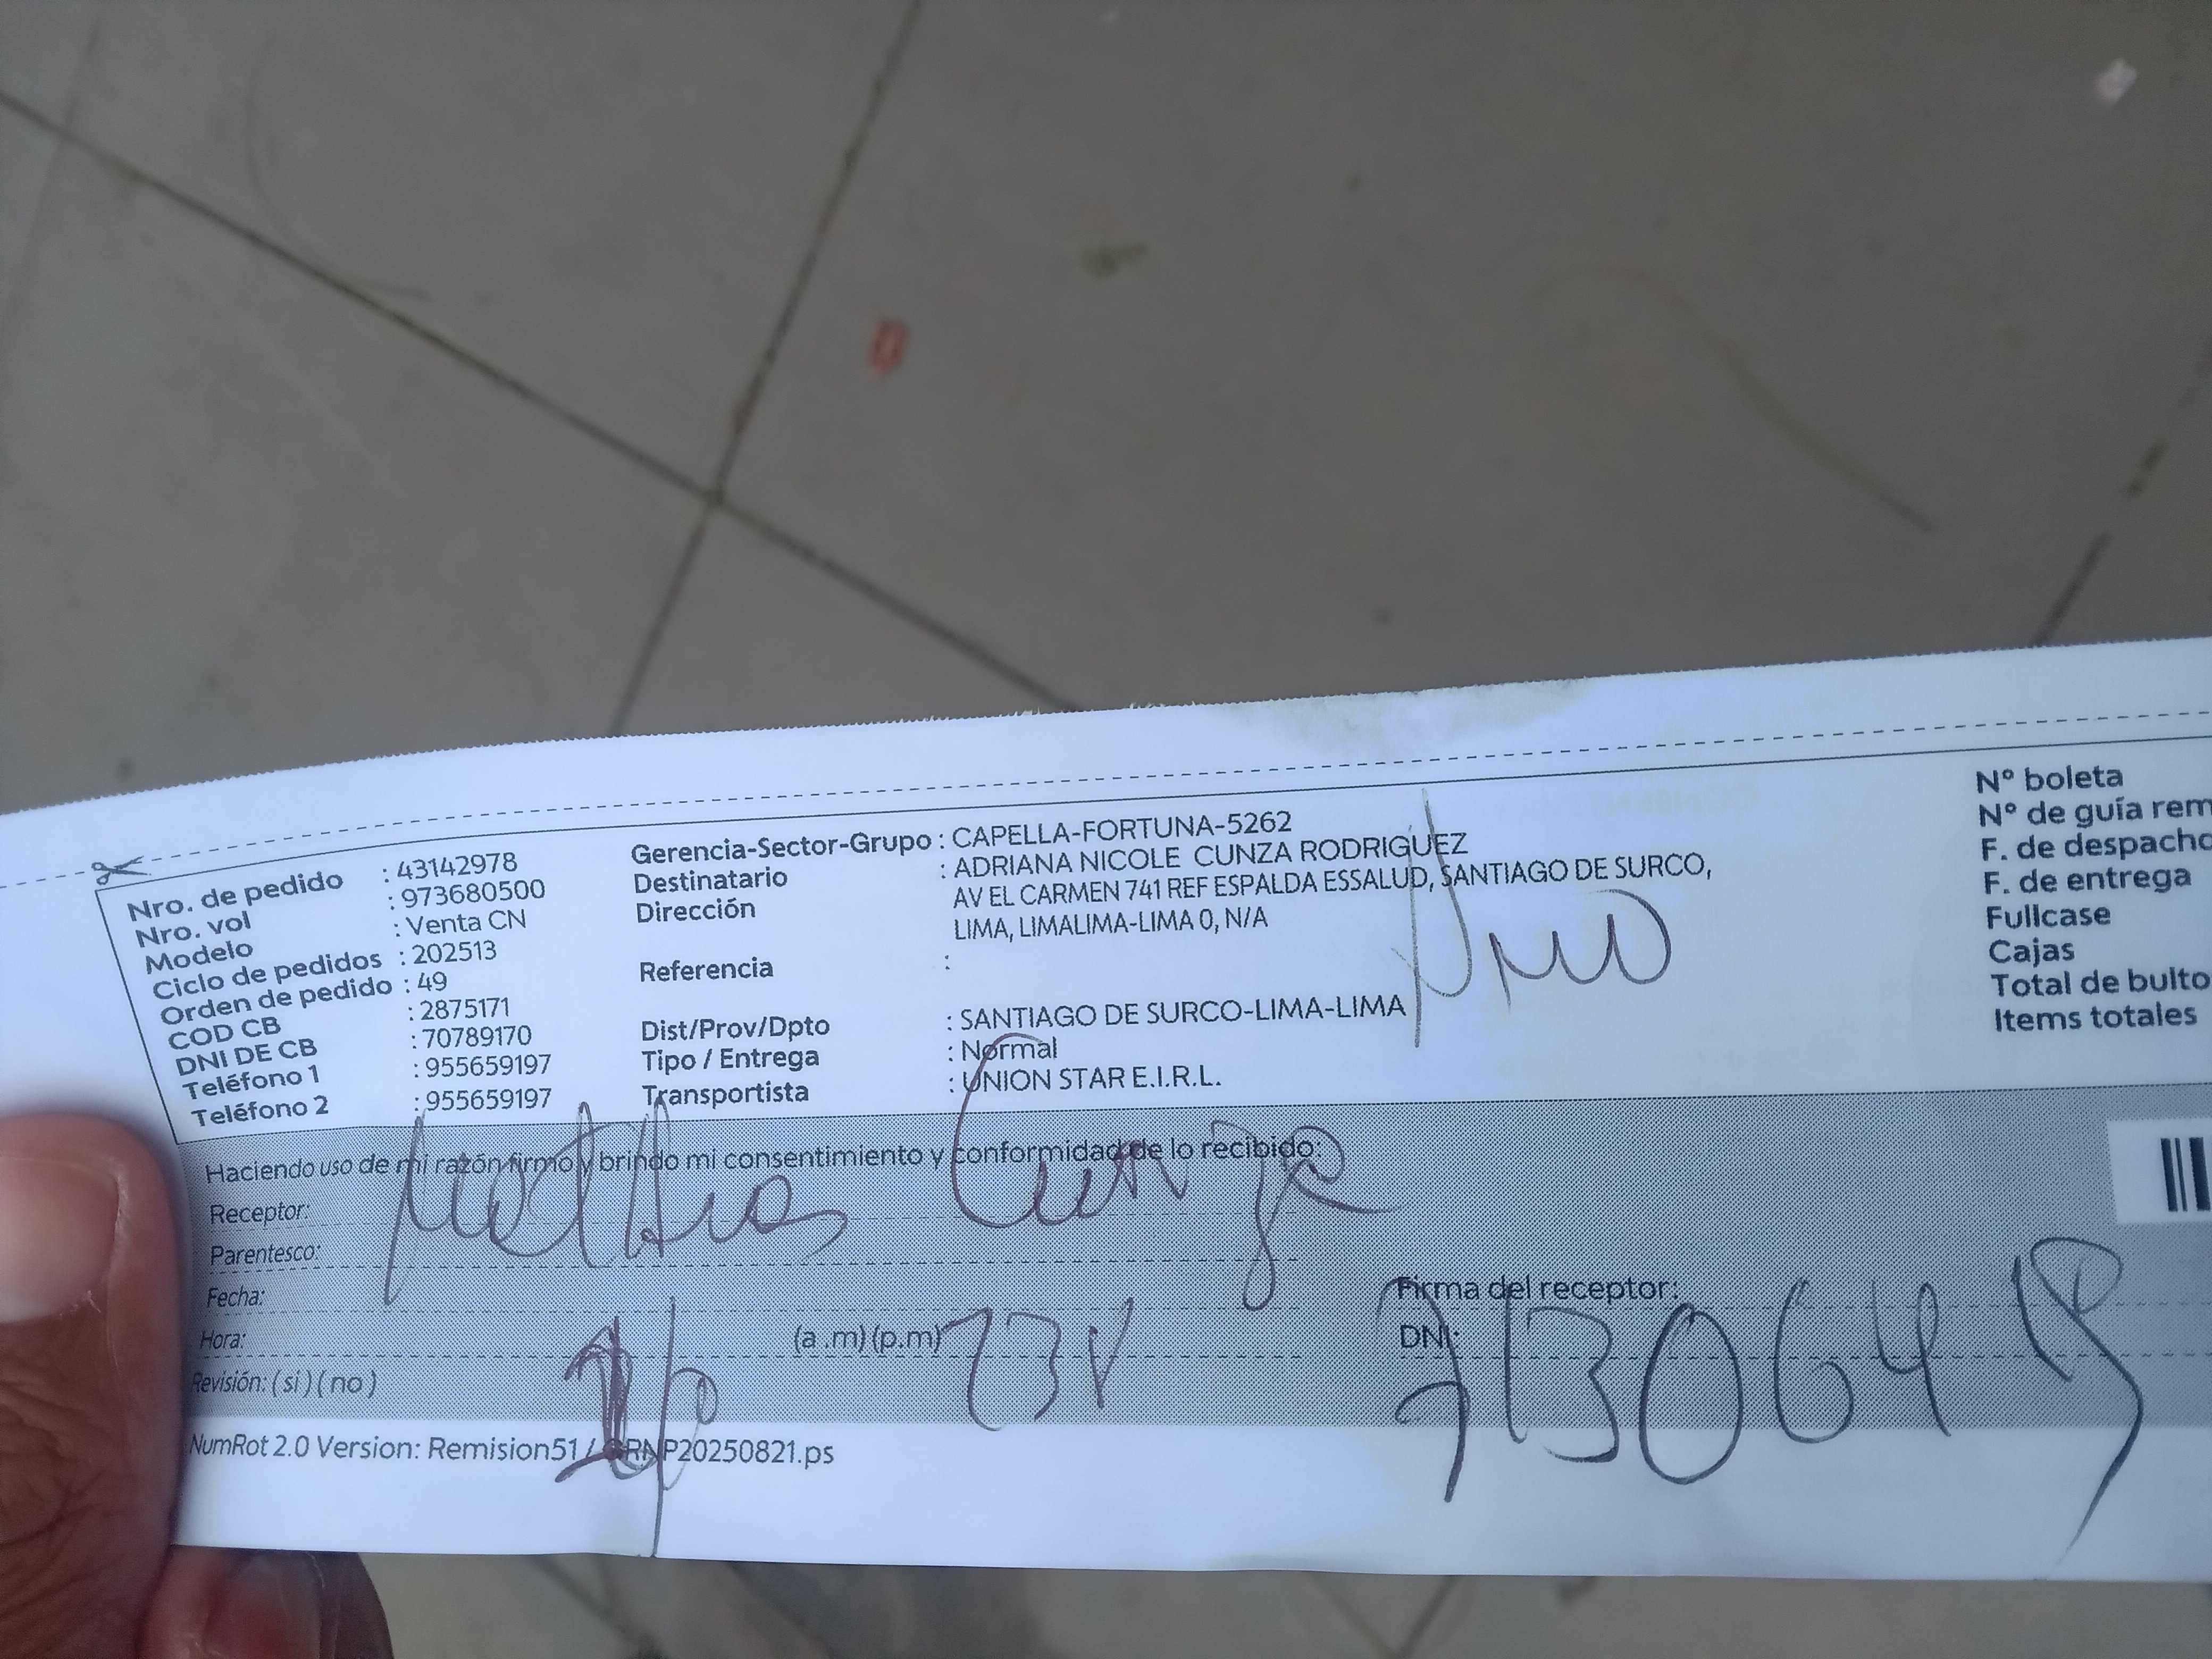 Nro. de pedido : 43142978
Nro. vol : 973680500
Modelo : Venta CN
Ciclo de pedidos : 202513
Orden de pedido : 49
COD CB : 2875171
DNI DE CB : 70789170
Teléfono 1 : 955659197
Teléfono 2 : 955659197
Gerencia-Sector-Grupo : CAPELLA-FORTUNA-5262
Destinatario : ADRIANA NICOLE CUNZA RODRIGUEZ
Dirección AV EL CARMEN 741 REF ESPALDA ESSALUD, SANTIAGO DE SURCO,
LIMA, LIMALIMA-LIMA 0, N/A
Referencia :
Dist/Prov/Dpto : SANTIAGO DE SURCO-LIMA-LIMA
Tipo / Entrega : Normal
Transportista : UNION STAR E.I.R.L.
N° boleta
N° de guía rem
F. de despacho
F. de entrega
Fullcase
Cajas
Total de bulto
Items totales
Haciendo uso de mi razón firmo y brindo mi consentimiento y conformidad de lo recibido:
Receptor: Cunza
Parentesco:
Fecha:
Hora: (a .m) (p.m)
Revisión: ( si ) ( no )
Firma del receptor:
DNI:
NumRot 2.0 Version: Remision51 / GRNP20250821.ps